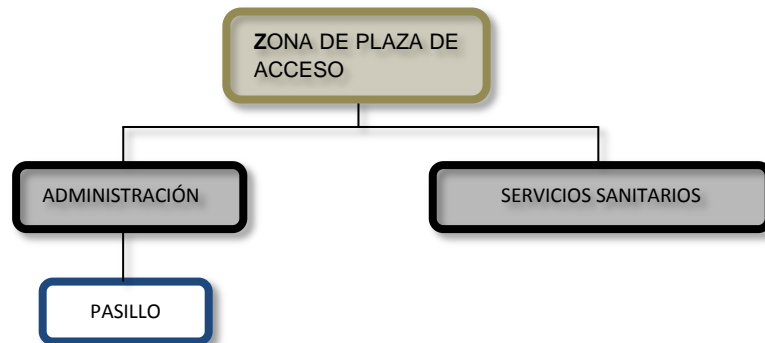 ZONA DE PLAZA DE
ACCESO
ADMINISTRACIÓN
SERVICIOS SANITARIOS
PASILLO